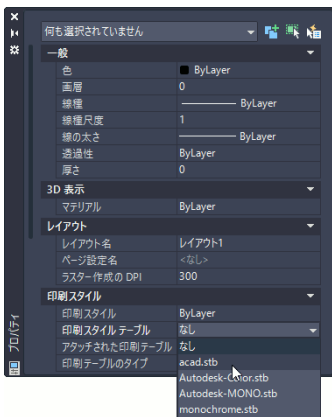 何も選択されていません
一般
色 ByLayer
画層 0
線種 ByLayer
線種尺度 1
線の太さ ByLayer
透過性 ByLayer
厚さ 0
3D 表示
マテリアル ByLayer
レイアウト
レイアウト名 レイアウト1
ページ設定名 <なし>
ラスター作成の DPI 300
印刷スタイル
印刷スタイル ByLayer
印刷スタイル テーブル なし
アタッチされた印刷テーブル なし
印刷テーブルのタイプ acad.stb
Autodesk-Color.stb
Autodesk-MONO.stb
monochrome.stb
プロパティ